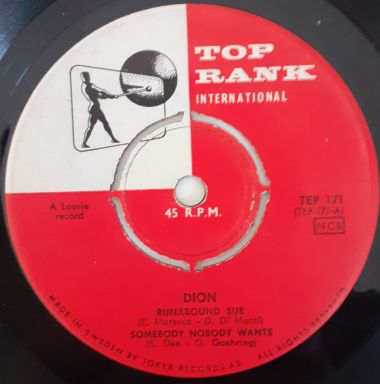 TOP
RANK
INTERNATIONAL
A Laurie
record
45 R.P.M.
TEP 171
(TEP-171-A)
NCB
DION
RUNAROUND SUE
(E. Maresca - D. Di Mucci)
SOMEBODY NOBODY WANTS
(S. Dee - G. Goehring)
MADE IN SWEDEN BY JOKER RECORDS AB
ALL RIGHTS RESERVED